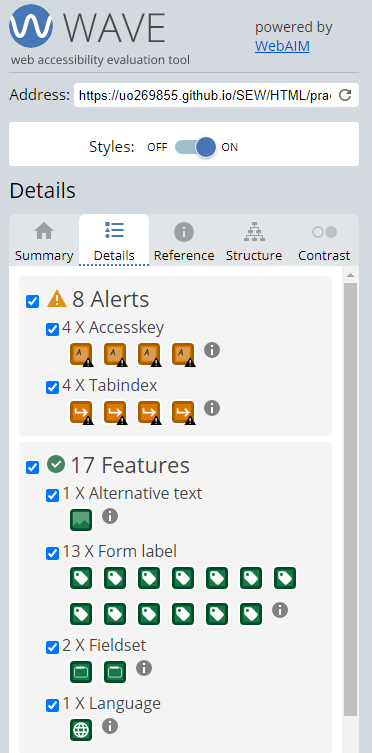 WAVE
powered by
WebAIM
web accessibility evaluation tool
Address: https://uo269855.github.io/SEW/HTML/prac
Styles: OFF ON
Details
Summary Details Reference Structure Contrast
8 Alerts
4 X Accesskey
4 X Tabindex
17 Features
1 X Alternative text
13 X Form label
2 X Fieldset
1 X Language